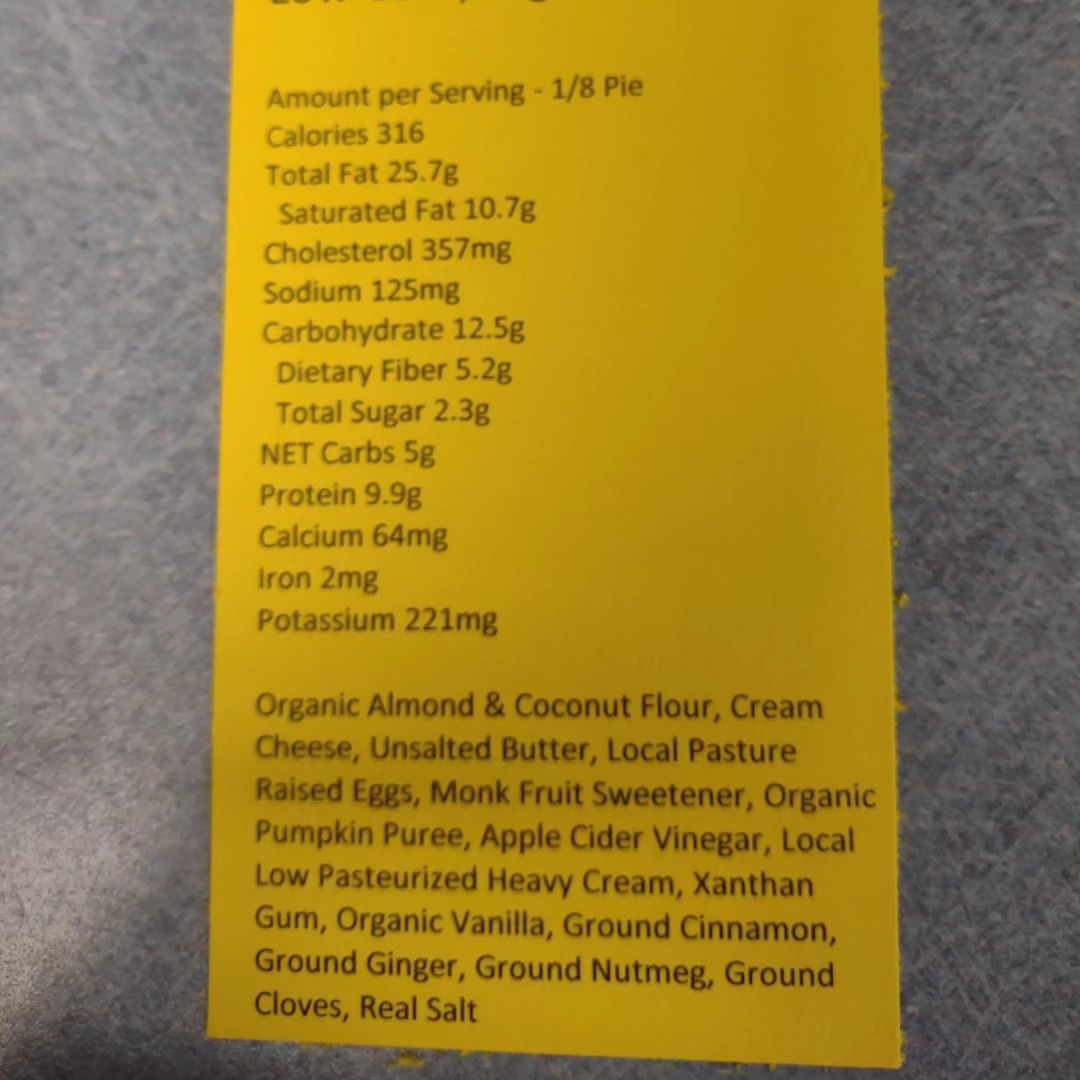 Amount per Serving - 1/8 Pie
Calories 316
Total Fat 25.7g
Saturated Fat 10.7g
Cholesterol 357mg
Sodium 125mg
Carbohydrate 12.5g
Dietary Fiber 5.2g
Total Sugar 2.3g
NET Carbs 5g
Protein 9.9g
Calcium 64mg
Iron 2mg
Potassium 221mg
Organic Almond & Coconut Flour, Cream
Cheese, Unsalted Butter, Local Pasture
Raised Eggs, Monk Fruit Sweetener, Organic
Pumpkin Puree, Apple Cider Vinegar, Local
Low Pasteurized Heavy Cream, Xanthan
Gum, Organic Vanilla, Ground Cinnamon,
Ground Ginger, Ground Nutmeg, Ground
Cloves, Real Salt